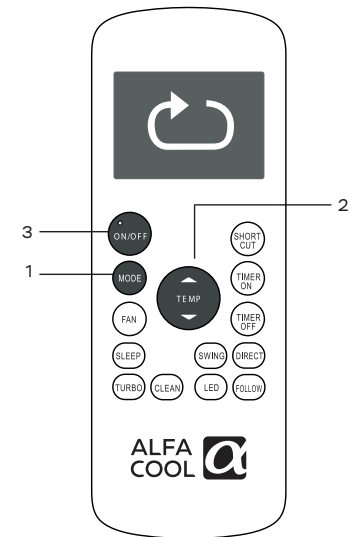 2
3
ON/OFF
SHORT
CUT
1
MODE
TEMP
TIMER
ON
FAN
TIMER
OFF
SLEEP
SWING
DIRECT
TURBO
CLEAN
LED
FOLLOW
ALFA
COOL
α